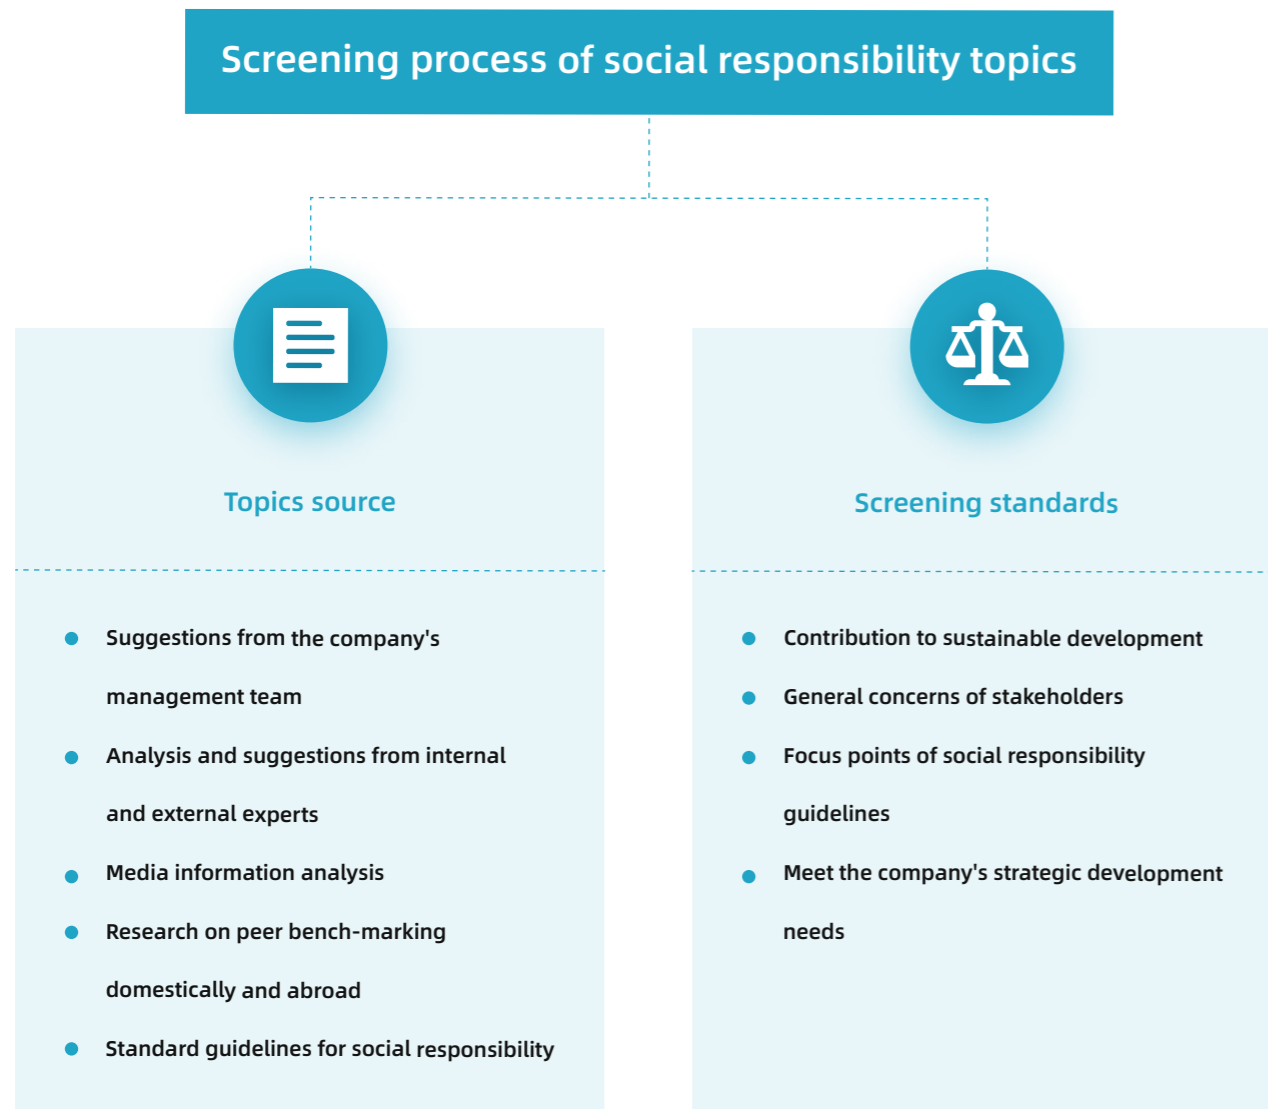 Screening process of social responsibility topics
Topics source
Suggestions from the company's
management team
Analysis and suggestions from internal
and external experts
Media information analysis
Research on peer bench-marking
domestically and abroad
Standard guidelines for social responsibility
Screening standards
Contribution to sustainable development
General concerns of stakeholders
Focus points of social responsibility
guidelines
Meet the company's strategic development
needs